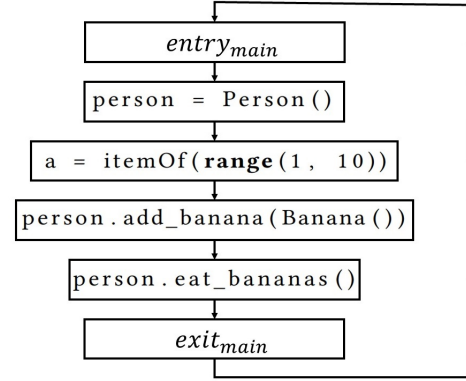 entry_main
person = Person()
a = itemOf(range(1, 10))
person.add_banana(Banana())
person.eat_bananas()
exit_main